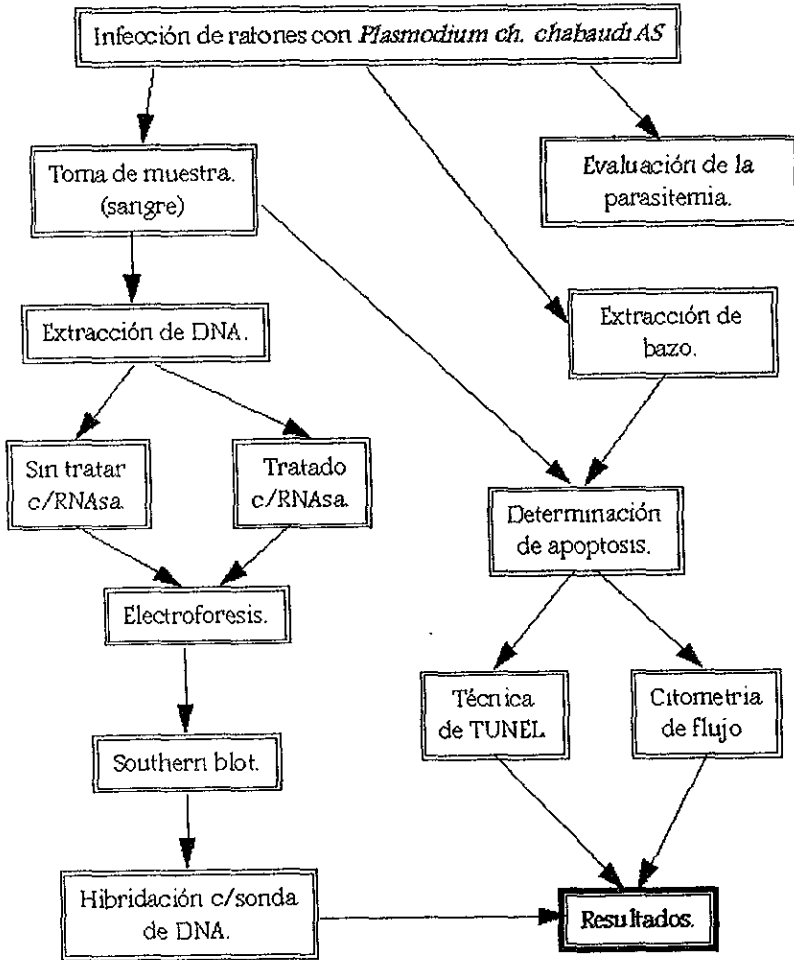 Infección de ratones con Plasmodium ch. chabaudi AS
Toma de muestra.
(sangre)
Evaluación de la
parasitemia.
Extracción de DNA.
Extracción de
bazo.
Sin tratar
c/RNAsa
Tratado
c/RNAsa.
Determinación
de apoptosis.
Electroforesis.
Técnica
de TUNEL
Citometria
de flujo
Southern blot.
Hibridación c/sonda
de DNA.
Resultados.